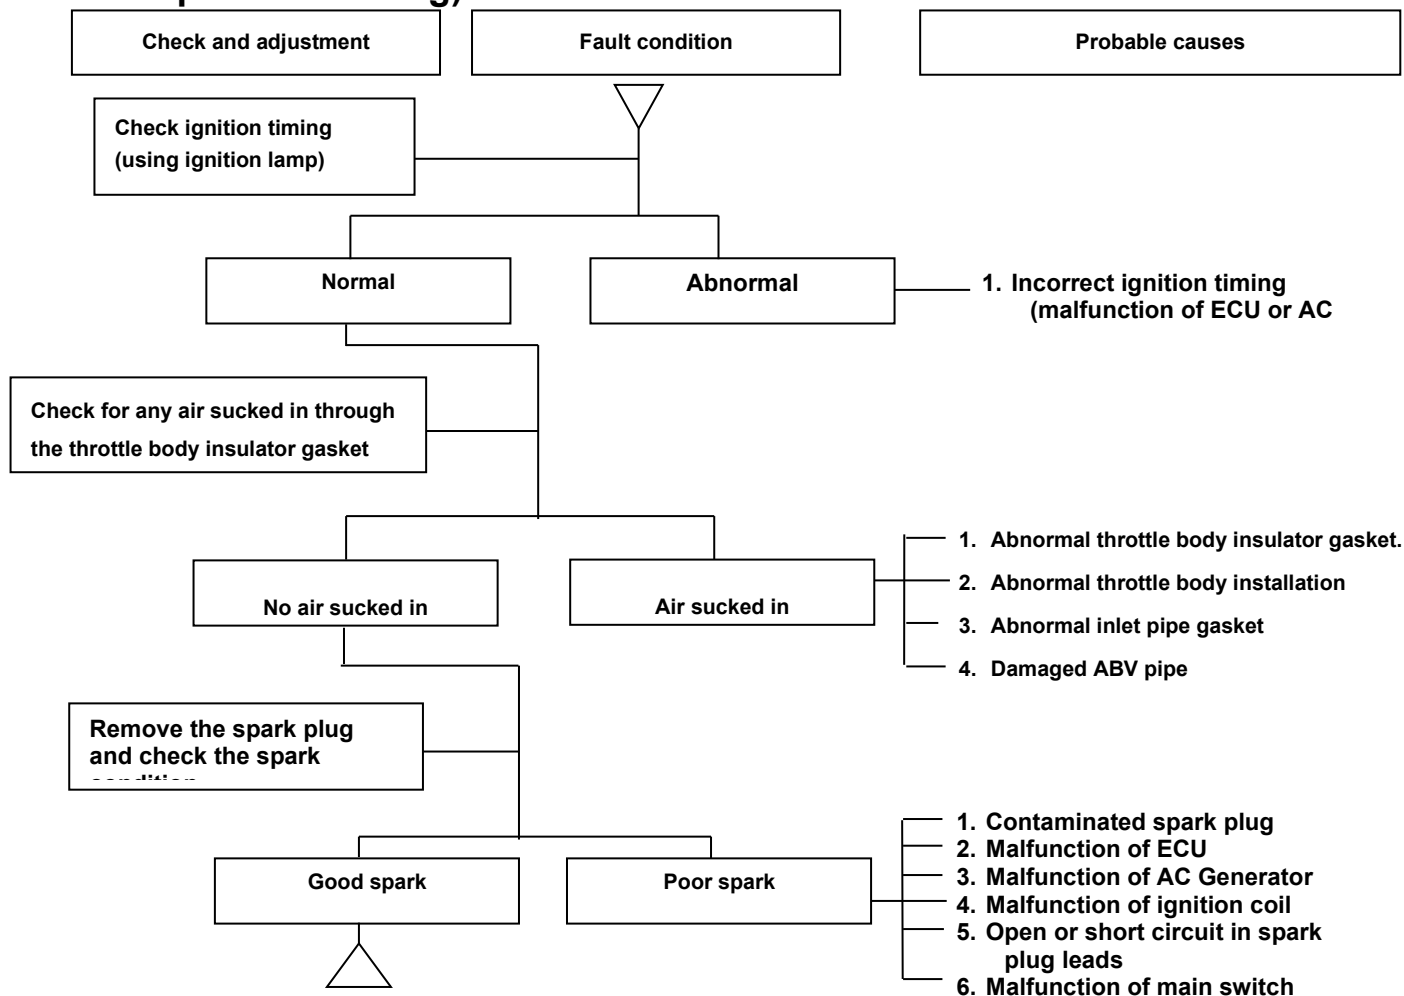 Check and adjustment
Fault condition
Probable causes
Check ignition timing
(using ignition lamp)
Normal
Abnormal
1. Incorrect ignition timing
(malfunction of ECU or AC
Check for any air sucked in through
the throttle body insulator gasket
No air sucked in
Air sucked in
1. Abnormal throttle body insulator gasket.
2. Abnormal throttle body installation
3. Abnormal inlet pipe gasket
4. Damaged ABV pipe
Remove the spark plug
and check the spark
condition
Good spark
Poor spark
1. Contaminated spark plug
2. Malfunction of ECU
3. Malfunction of AC Generator
4. Malfunction of ignition coil
5. Open or short circuit in spark
plug leads
6. Malfunction of main switch